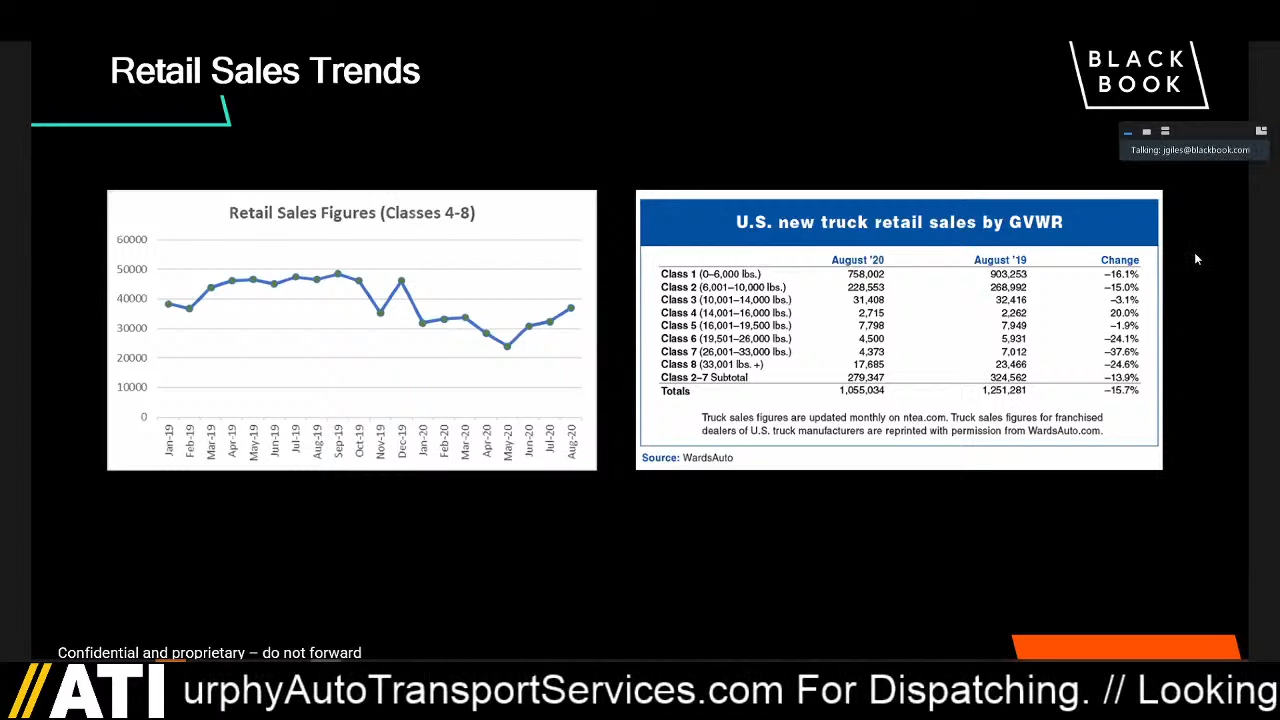 Retail Sales Trends
BLACK
BOOK
Talking: jgiles@blackbook.com
Retail Sales Figures (Classes 4-8)
60000
50000
40000
30000
20000
10000
0
Jan-19 Feb-19 Mar-19 Apr-19 May-19 Jun-19 Jul-19 Aug-19 Sep-19 Oct-19 Nov-19 Dec-19 Jan-20 Feb-20 Mar-20 Apr-20 May-20 Jun-20 Jul-20 Aug-20
U.S. new truck retail sales by GVWR
August '20 August '19 Change
Class 1 (0–6,000 lbs.) 758,002 903,253 –16.1%
Class 2 (6,001–10,000 lbs.) 228,553 268,992 –15.0%
Class 3 (10,001–14,000 lbs.) 31,408 32,416 –3.1%
Class 4 (14,001–16,000 lbs.) 2,715 2,262 20.0%
Class 5 (16,001–19,500 lbs.) 7,798 7,949 –1.9%
Class 6 (19,501–26,000 lbs.) 4,500 5,931 –24.1%
Class 7 (26,001–33,000 lbs.) 4,373 7,012 –37.6%
Class 8 (33,001 lbs. +) 17,685 23,466 –24.6%
Class 2–7 Subtotal 279,347 324,562 –13.9%
Totals 1,055,034 1,251,281 –15.7%
Truck sales figures are updated monthly on ntea.com. Truck sales figures for franchised
dealers of U.S. truck manufacturers are reprinted with permission from WardsAuto.com.
Source: WardsAuto
Confidential and proprietary – do not forward
//ATI urphyAutoTransportServices.com For Dispatching. // Looking